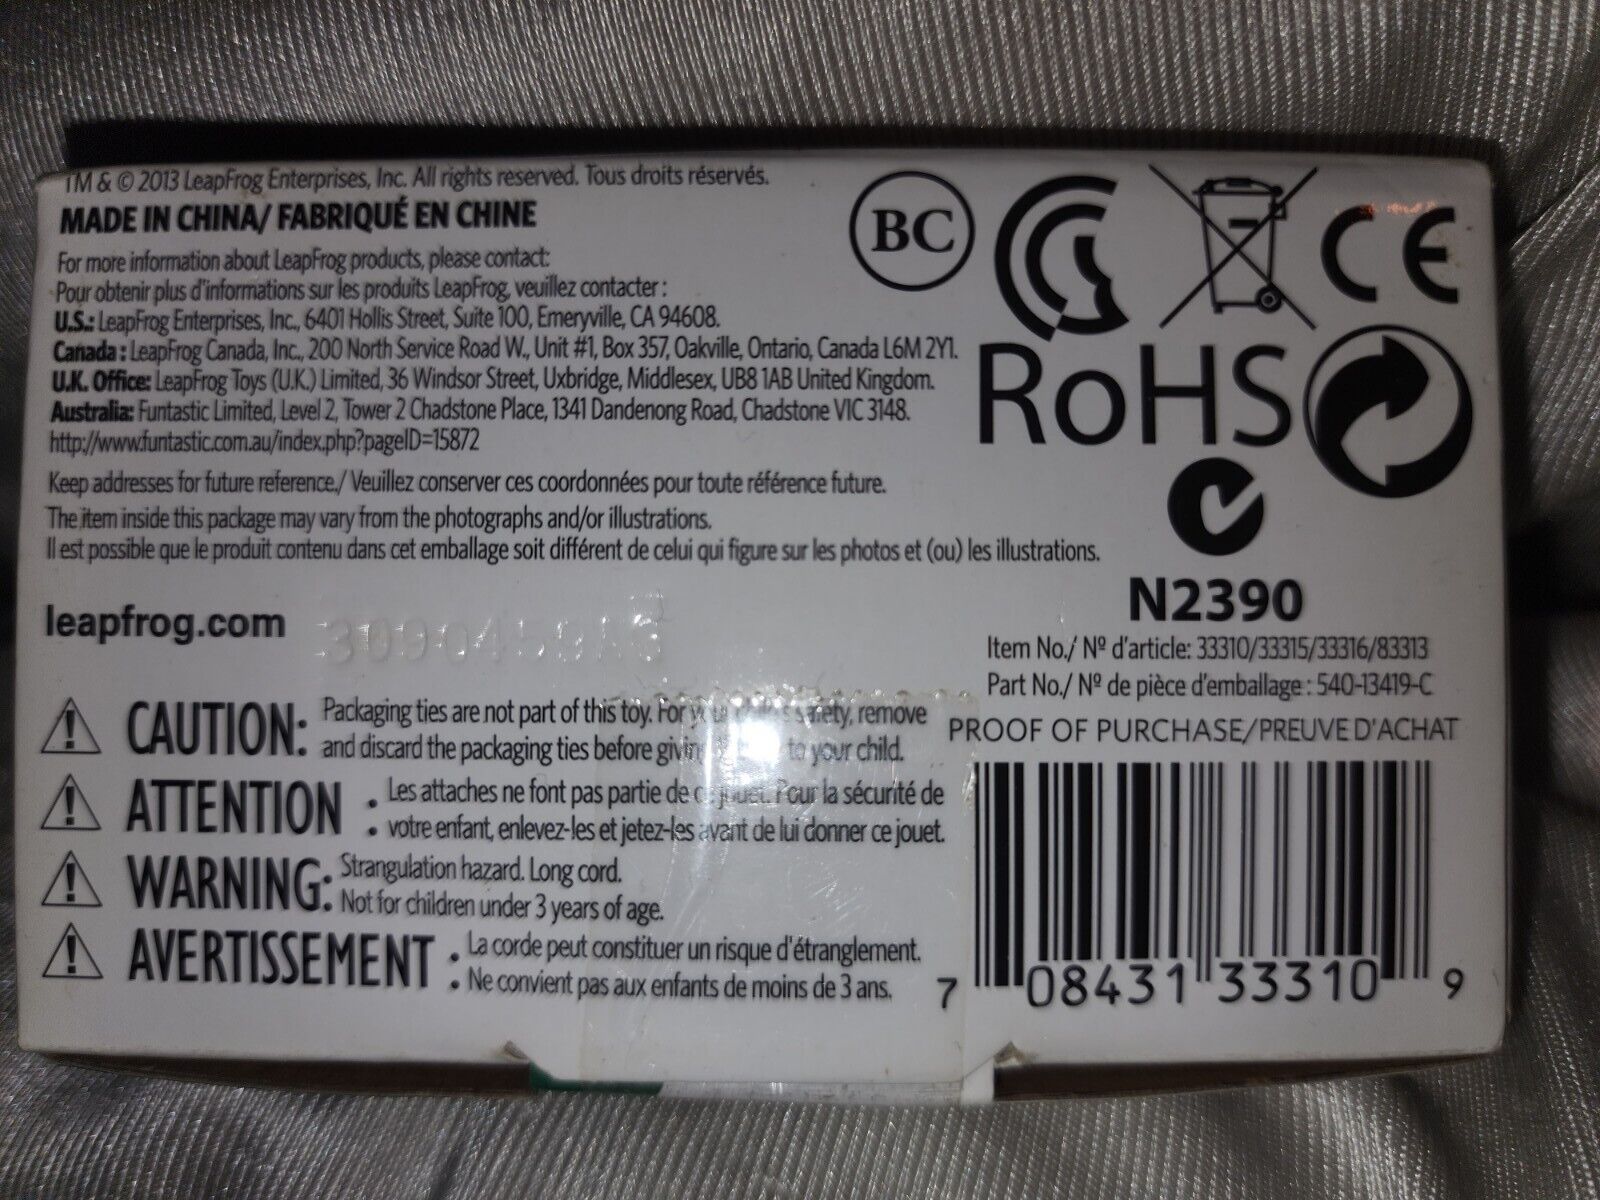 TM & © 2013 LeapFrog Enterprises, Inc. All rights reserved. Tous droits réservés.
MADE IN CHINA/ FABRIQUÉ EN CHINE
For more information about LeapFrog products, please contact:
Pour obtenir plus d'informations sur les produits LeapFrog, veuillez contacter :
U.S.: LeapFrog Enterprises, Inc., 6401 Hollis Street, Suite 100, Emeryville, CA 94608.
Canada : LeapFrog Canada, Inc., 200 North Service Road W., Unit #1, Box 357, Oakville, Ontario, Canada L6M 2Y1.
U.K. Office: LeapFrog Toys (U.K.) Limited, 36 Windsor Street, Uxbridge, Middlesex, UB8 1AB United Kingdom.
Australia: Funtastic Limited, Level 2, Tower 2 Chadstone Place, 1341 Dandenong Road, Chadstone VIC 3148.
http://www.funtastic.com.au/index.php?pageID=15872
Keep addresses for future reference./ Veuillez conserver ces coordonnées pour toute référence future.
The item inside this package may vary from the photographs and/or illustrations.
Il est possible que le produit contenu dans cet emballage soit différent de celui qui figure sur les photos et (ou) les illustrations.
BC
CE
RoHS
N2390
Item No./ Nº d'article: 33310/33315/33316/83313
Part No./ Nº de pièce d'emballage : 540-13419-C
PROOF OF PURCHASE/PREUVE D'ACHAT
leapfrog.com
CAUTION: Packaging ties are not part of this toy. For safety, remove
and discard the packaging ties before giving to your child.
ATTENTION : Les attaches ne font pas partie de ce jouet. Pour la sécurité de
votre enfant, enlevez-les et jetez-les avant de lui donner ce jouet.
WARNING: Strangulation hazard. Long cord.
Not for children under 3 years of age.
AVERTISSEMENT : La corde peut constituer un risque d'étranglement.
Ne convient pas aux enfants de moins de 3 ans.
7 08431 33310 9